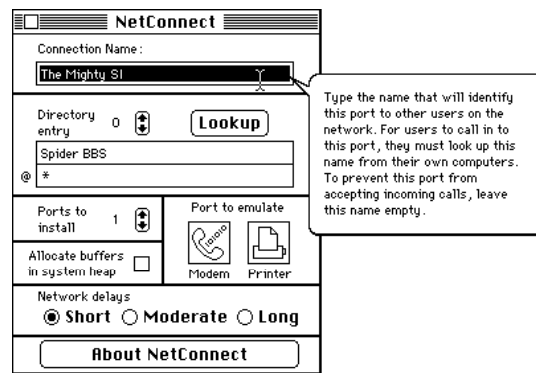 NetConnect
Connection Name:
The Mighty SI
Type the name that will identify
this port to other users on the
network. For users to call in to
this port, they must look up this
name from their own computers.
To prevent this port from
accepting incoming calls, leave
this name empty.
Directory
entry
0
Lookup
Spider BBS
@ *
Ports to
install
1
Port to emulate
Modem Printer
Allocate buffers
in system heap
Network delays
Short Moderate Long
About NetConnect